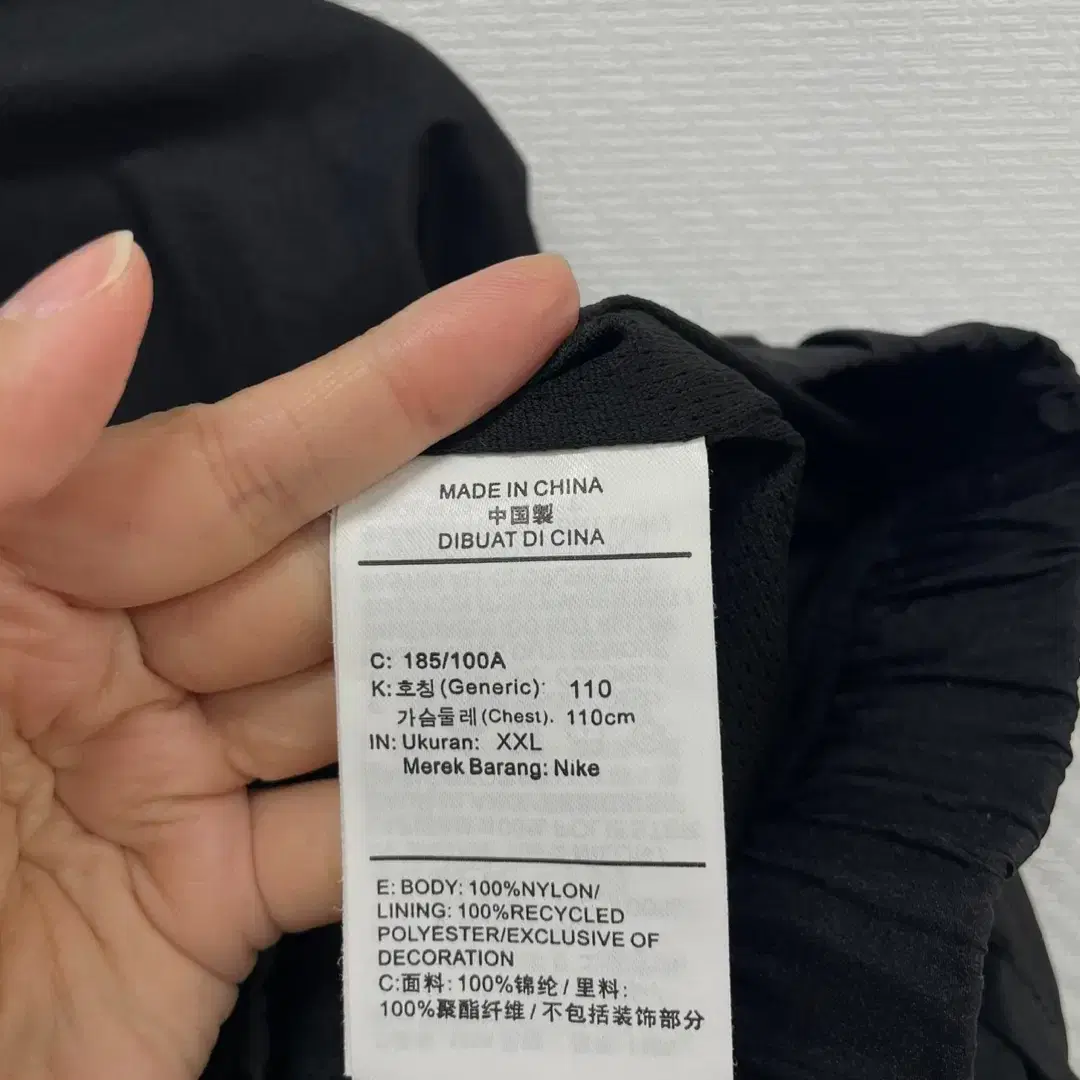 MADE IN CHINA
中国製
DIBUAT DI CINA
C: 185/100A
K: 호칭 (Generic): 110
가슴둘레 (Chest). 110cm
IN: Ukuran: XXL
Merek Barang: Nike
E: BODY: 100%NYLON/
LINING: 100%RECYCLED
POLYESTER/EXCLUSIVE OF
DECORATION
C:面料: 100%锦纶 / 里料:
100%聚酯纤维 / 不包括装饰部分